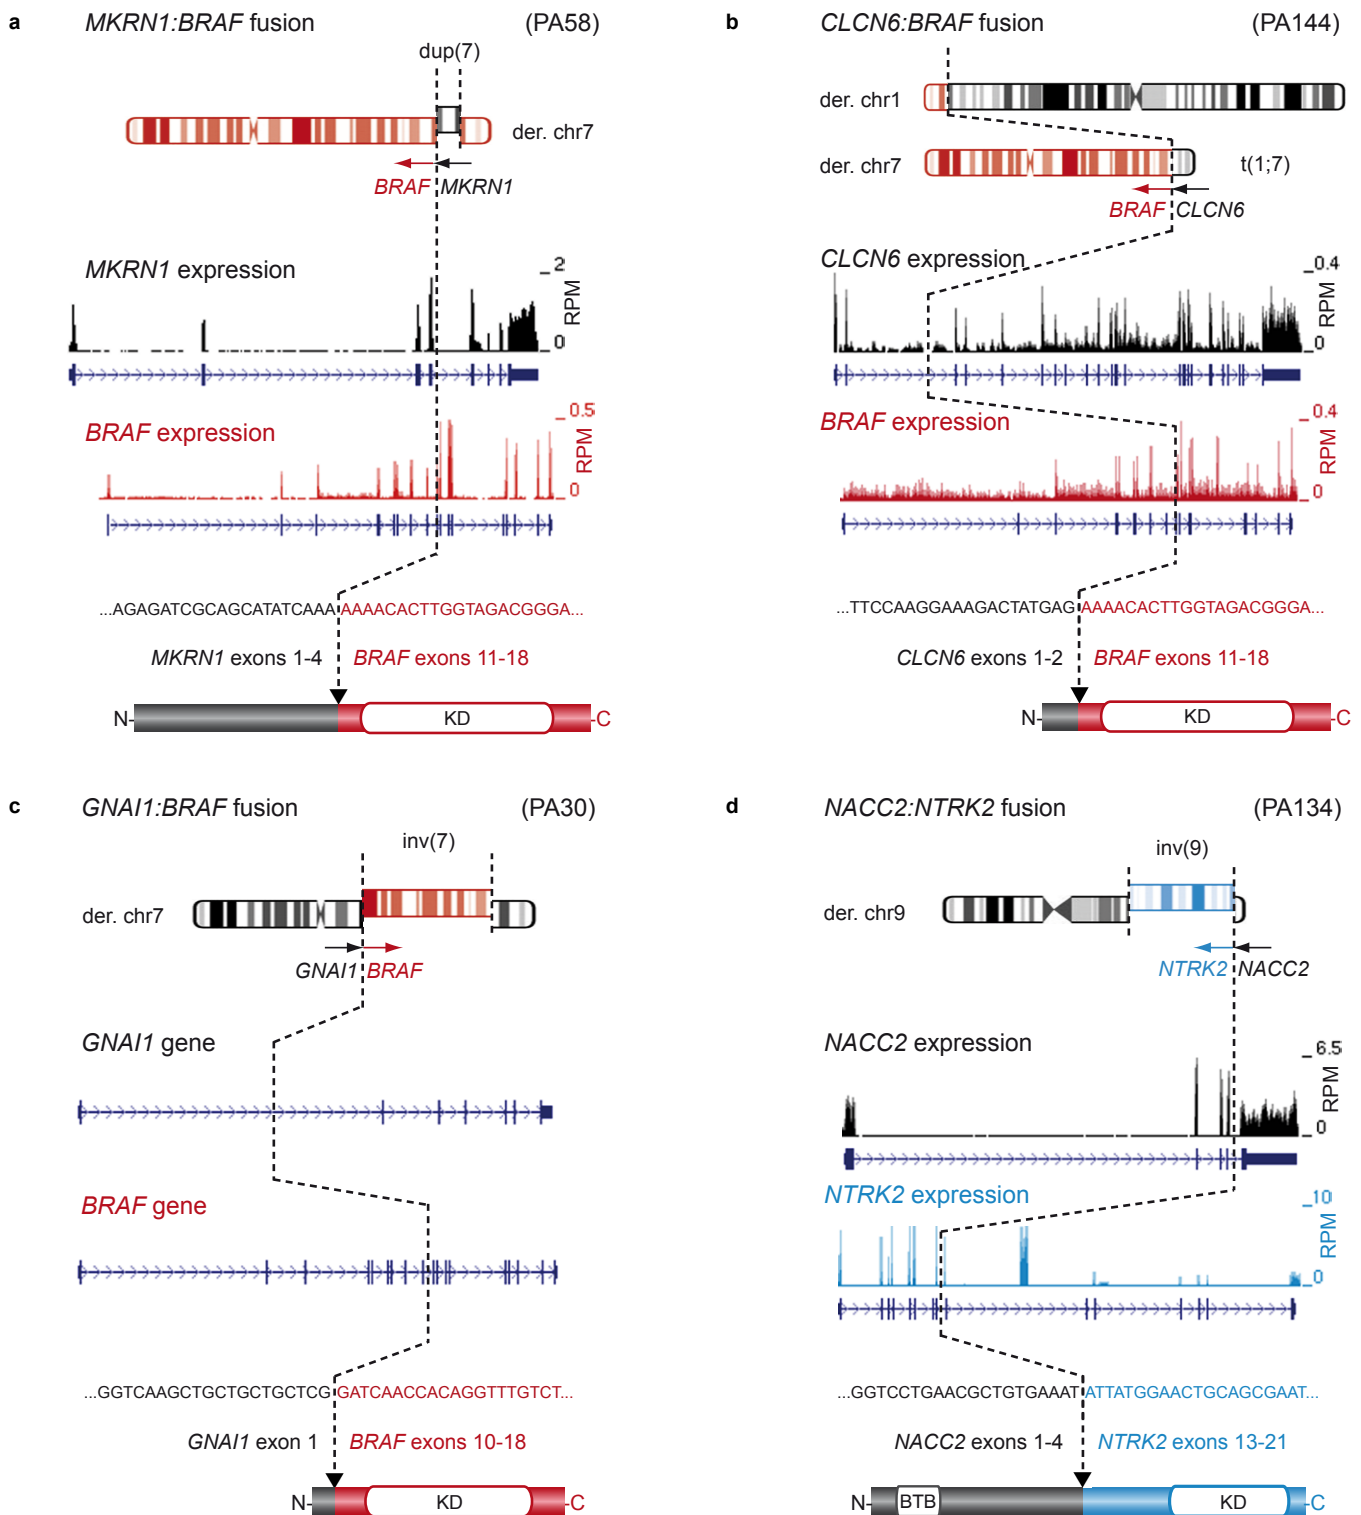 a MKRN1:BRAF fusion (PA58)
dup(7)
der. chr7
BRAF MKRN1
MKRN1 expression
2
0
RPM
BRAF expression
0.5
0
RPM
...AGAGATCGCAGCATATCAAA AAAACACTTGGTAGACGGGA...
MKRN1 exons 1-4 BRAF exons 11-18
N- KD -C
b CLCN6:BRAF fusion (PA144)
der. chr1
der. chr7 t(1;7)
BRAF CLCN6
CLCN6 expression
0.4
0
RPM
BRAF expression
0.4
0
RPM
...TTCCAAGGAAAGACTATGAG AAAACACTTGGTAGACGGGA...
CLCN6 exons 1-2 BRAF exons 11-18
N- KD -C
c GNAI1:BRAF fusion (PA30)
inv(7)
der. chr7
GNAI1 BRAF
GNAI1 gene
BRAF gene
...GGTCAAGCTGCTGCTGCTCG GATCAACCACAGGTTTGTCT...
GNAI1 exon 1 BRAF exons 10-18
N- KD -C
d NACC2:NTRK2 fusion (PA134)
inv(9)
der. chr9
NTRK2 NACC2
NACC2 expression
6.5
0
RPM
NTRK2 expression
10
0
RPM
...GGTCCTGAACGCTGTGAAAT ATTATGGAACTGCAGCGAAT...
NACC2 exons 1-4 NTRK2 exons 13-21
N- BTB KD -C